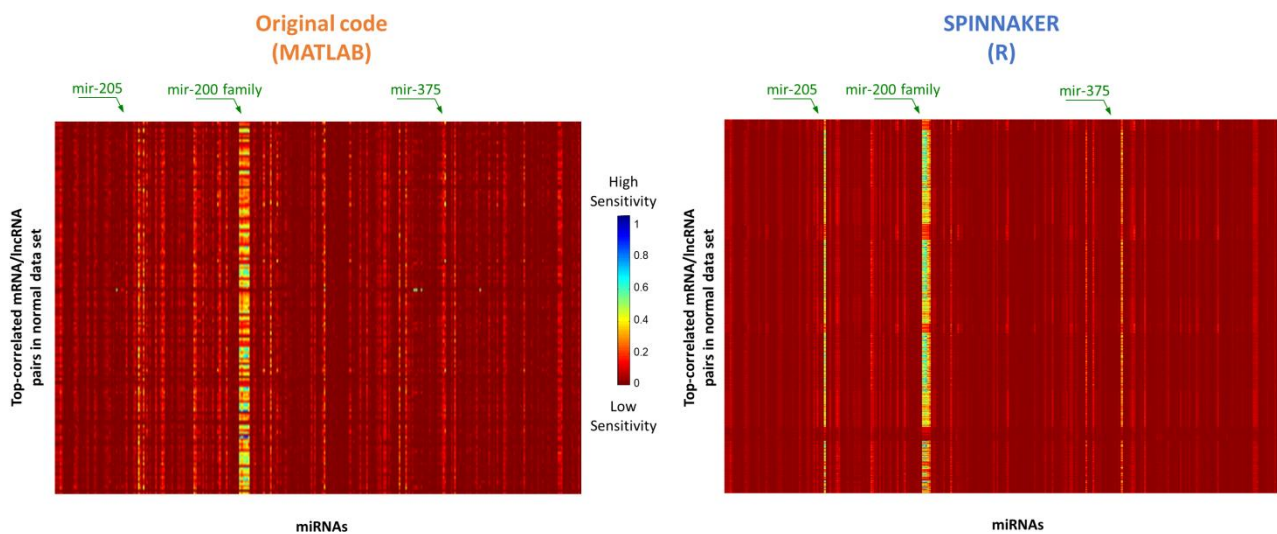 Original code
(MATLAB)
SPINNAKER
(R)
mir-205
mir-200 family
mir-375
mir-205
mir-200 family
mir-375
Top-correlated mRNA/lncRNA
pairs in normal data set
High
Sensitivity
1
0.8
0.6
0.4
0.2
0
Low
Sensitivity
Top-correlated mRNA/lncRNA
pairs in normal data set
miRNAs
miRNAs